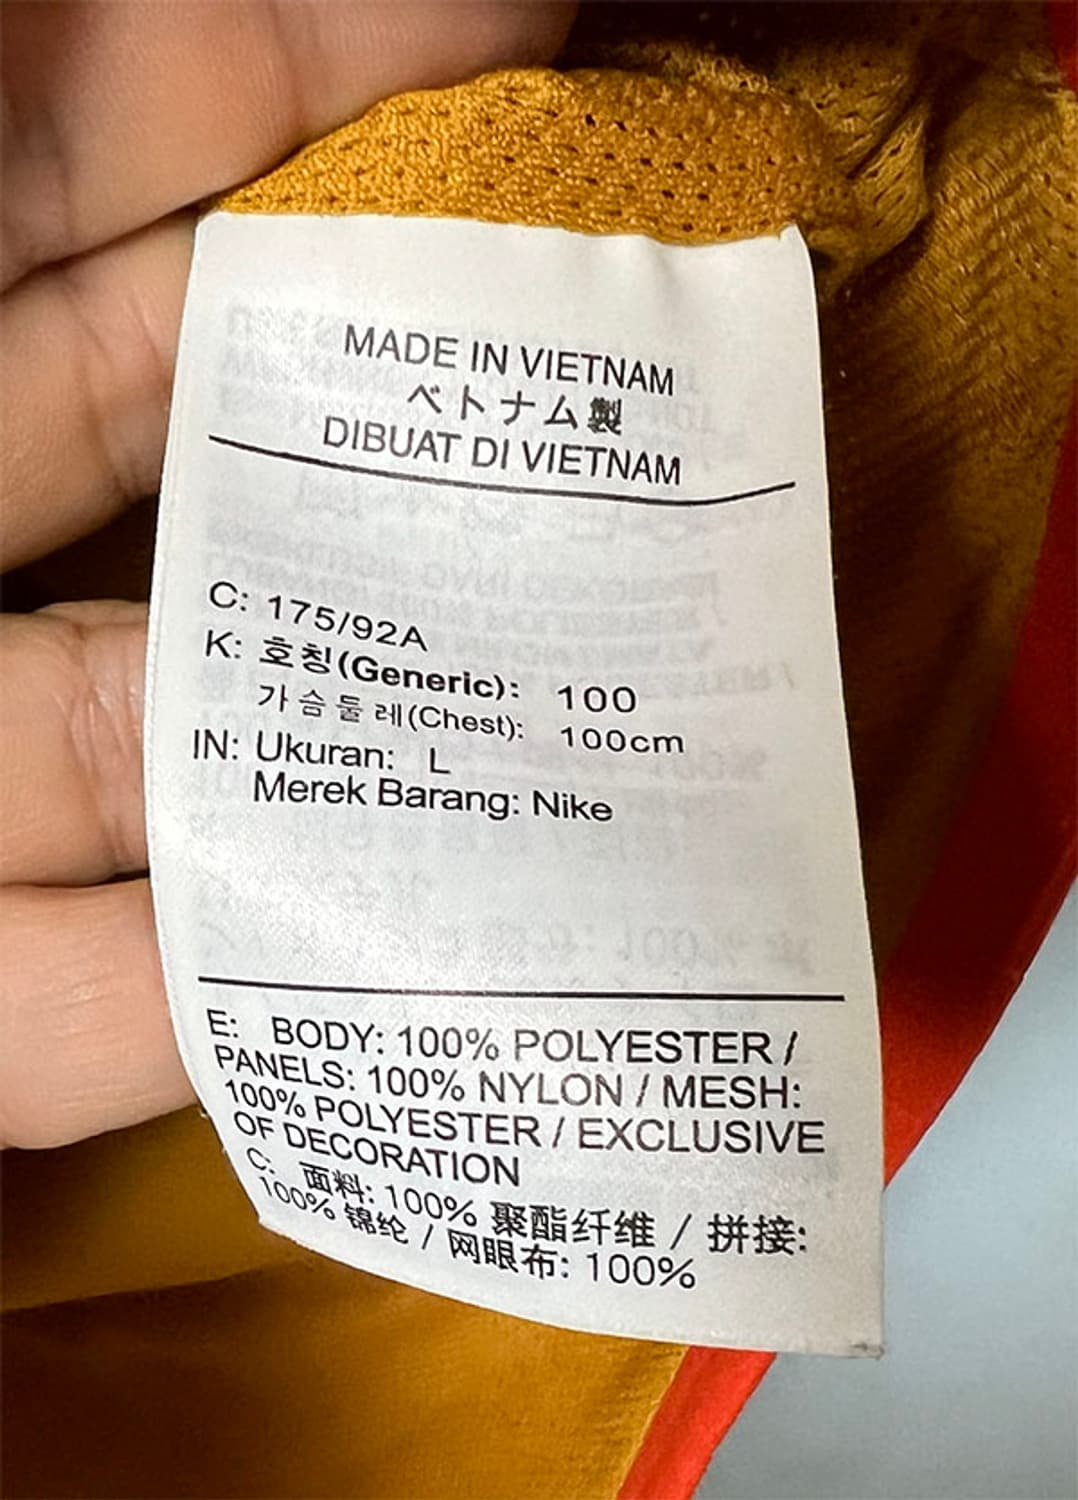 MADE IN VIETNAM
ベトナム製
DIBUAT DI VIETNAM
C: 175/92A
K: 호칭(Generic): 100
가슴둘레(Chest): 100cm
IN: Ukuran: L
Merek Barang: Nike
E: BODY: 100% POLYESTER /
PANELS: 100% NYLON / MESH:
100% POLYESTER / EXCLUSIVE
OF DECORATION
C: 面料: 100% 聚酯纤维 / 拼接:
100% 锦纶 / 网眼布: 100%